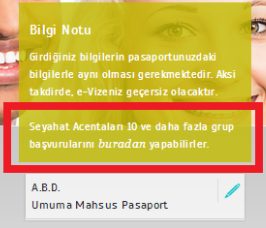 Bilgi Notu
Girdiğiniz bilgilerin pasaportunuzdaki
bilgilerle aynı olması gerekmektedir. Aksi
takdirde, e-Vizeniz geçersiz olacaktır.
Seyahat Acentaları 10 ve daha fazla grup
başvurularını buradan yapabilirler.
A.B.D.
Umuma Mahsus Pasaport